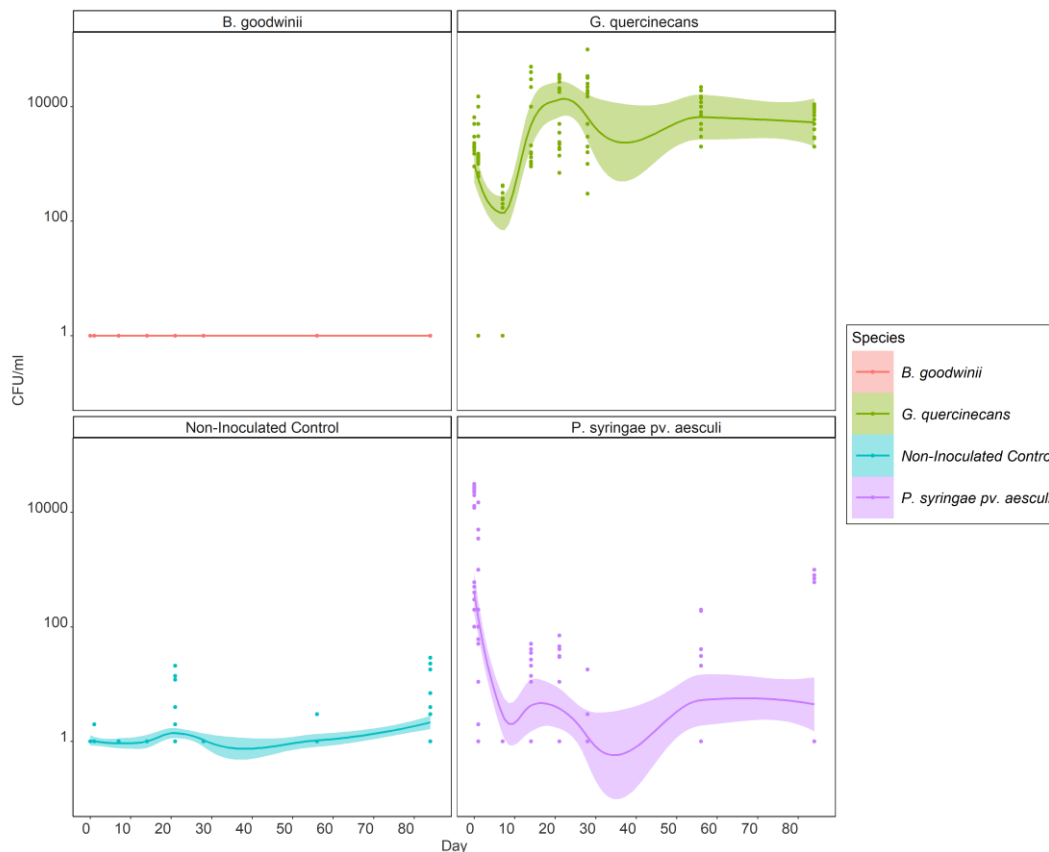 B. goodwinii
G. quercinecans
10000
100
1
CFU/ml
Non-Inoculated Control
P. syringae pv. aesculi
10000
100
1
0 10 20 30 40 50 60 70 80
0 10 20 30 40 50 60 70 80
Day
Species
B. goodwinii
G. quercinecans
Non-Inoculated Contro
P. syringae pv. aescul